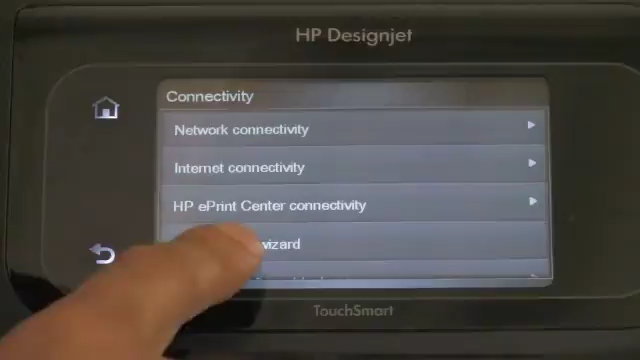 HP Designjet
Connectivity
Network connectivity
Internet connectivity
HP ePrint Center connectivity
wizard
TouchSmart